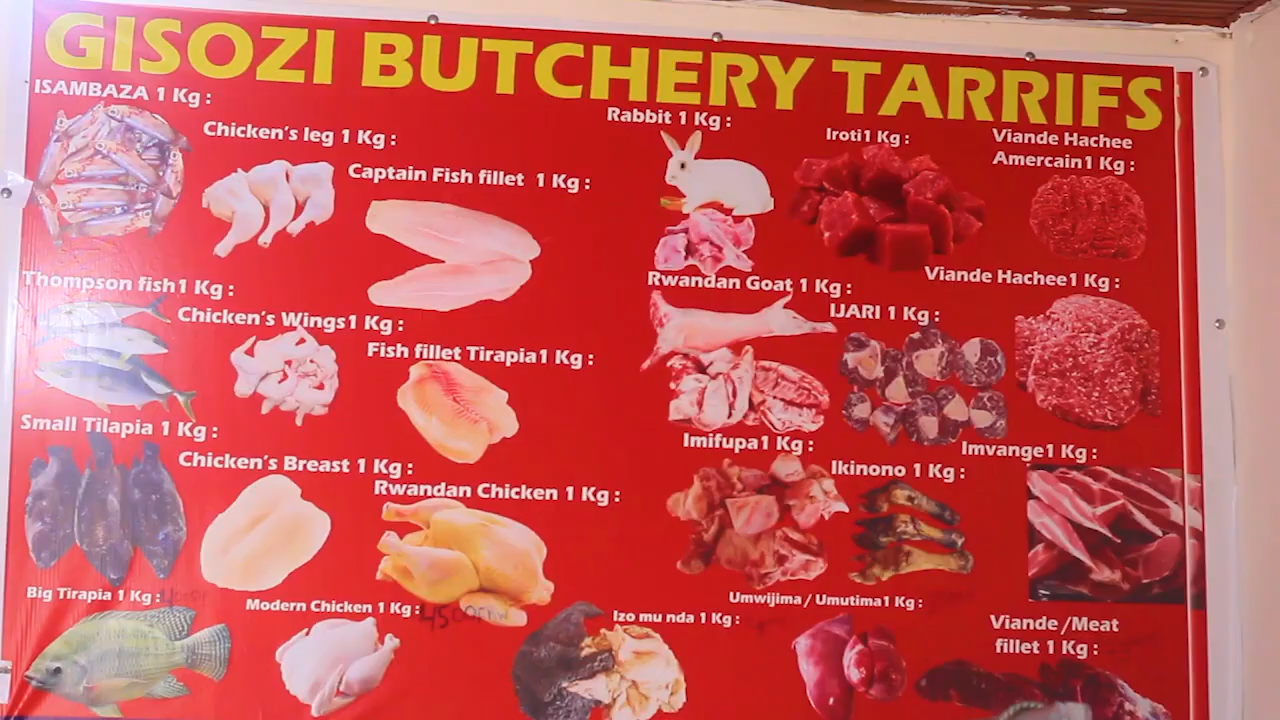 GISOZI BUTCHERY TARRIFS
ISAMBAZA 1 Kg :
Chicken's leg 1 Kg :
Captain Fish fillet 1 Kg :
Rabbit 1 Kg :
Iroti1 Kg :
Viande Hachee
Amercain1 Kg :
Thompson fish1 Kg :
Chicken's Wings1 Kg :
Fish fillet Tirapia1 Kg :
Rwandan Goat 1 Kg :
IJARI 1 Kg :
Viande Hachee1 Kg :
Small Tilapia 1 Kg :
Chicken's Breast 1 Kg :
Rwandan Chicken 1 Kg :
Imifupa1 Kg :
Ikinono 1 Kg :
Imvange1 Kg :
Big Tirapia 1 Kg :
Modern Chicken 1 Kg : 4500
Izo mu nda 1 Kg :
Umwijima / Umutima1 Kg :
Viande /Meat
fillet 1 Kg :